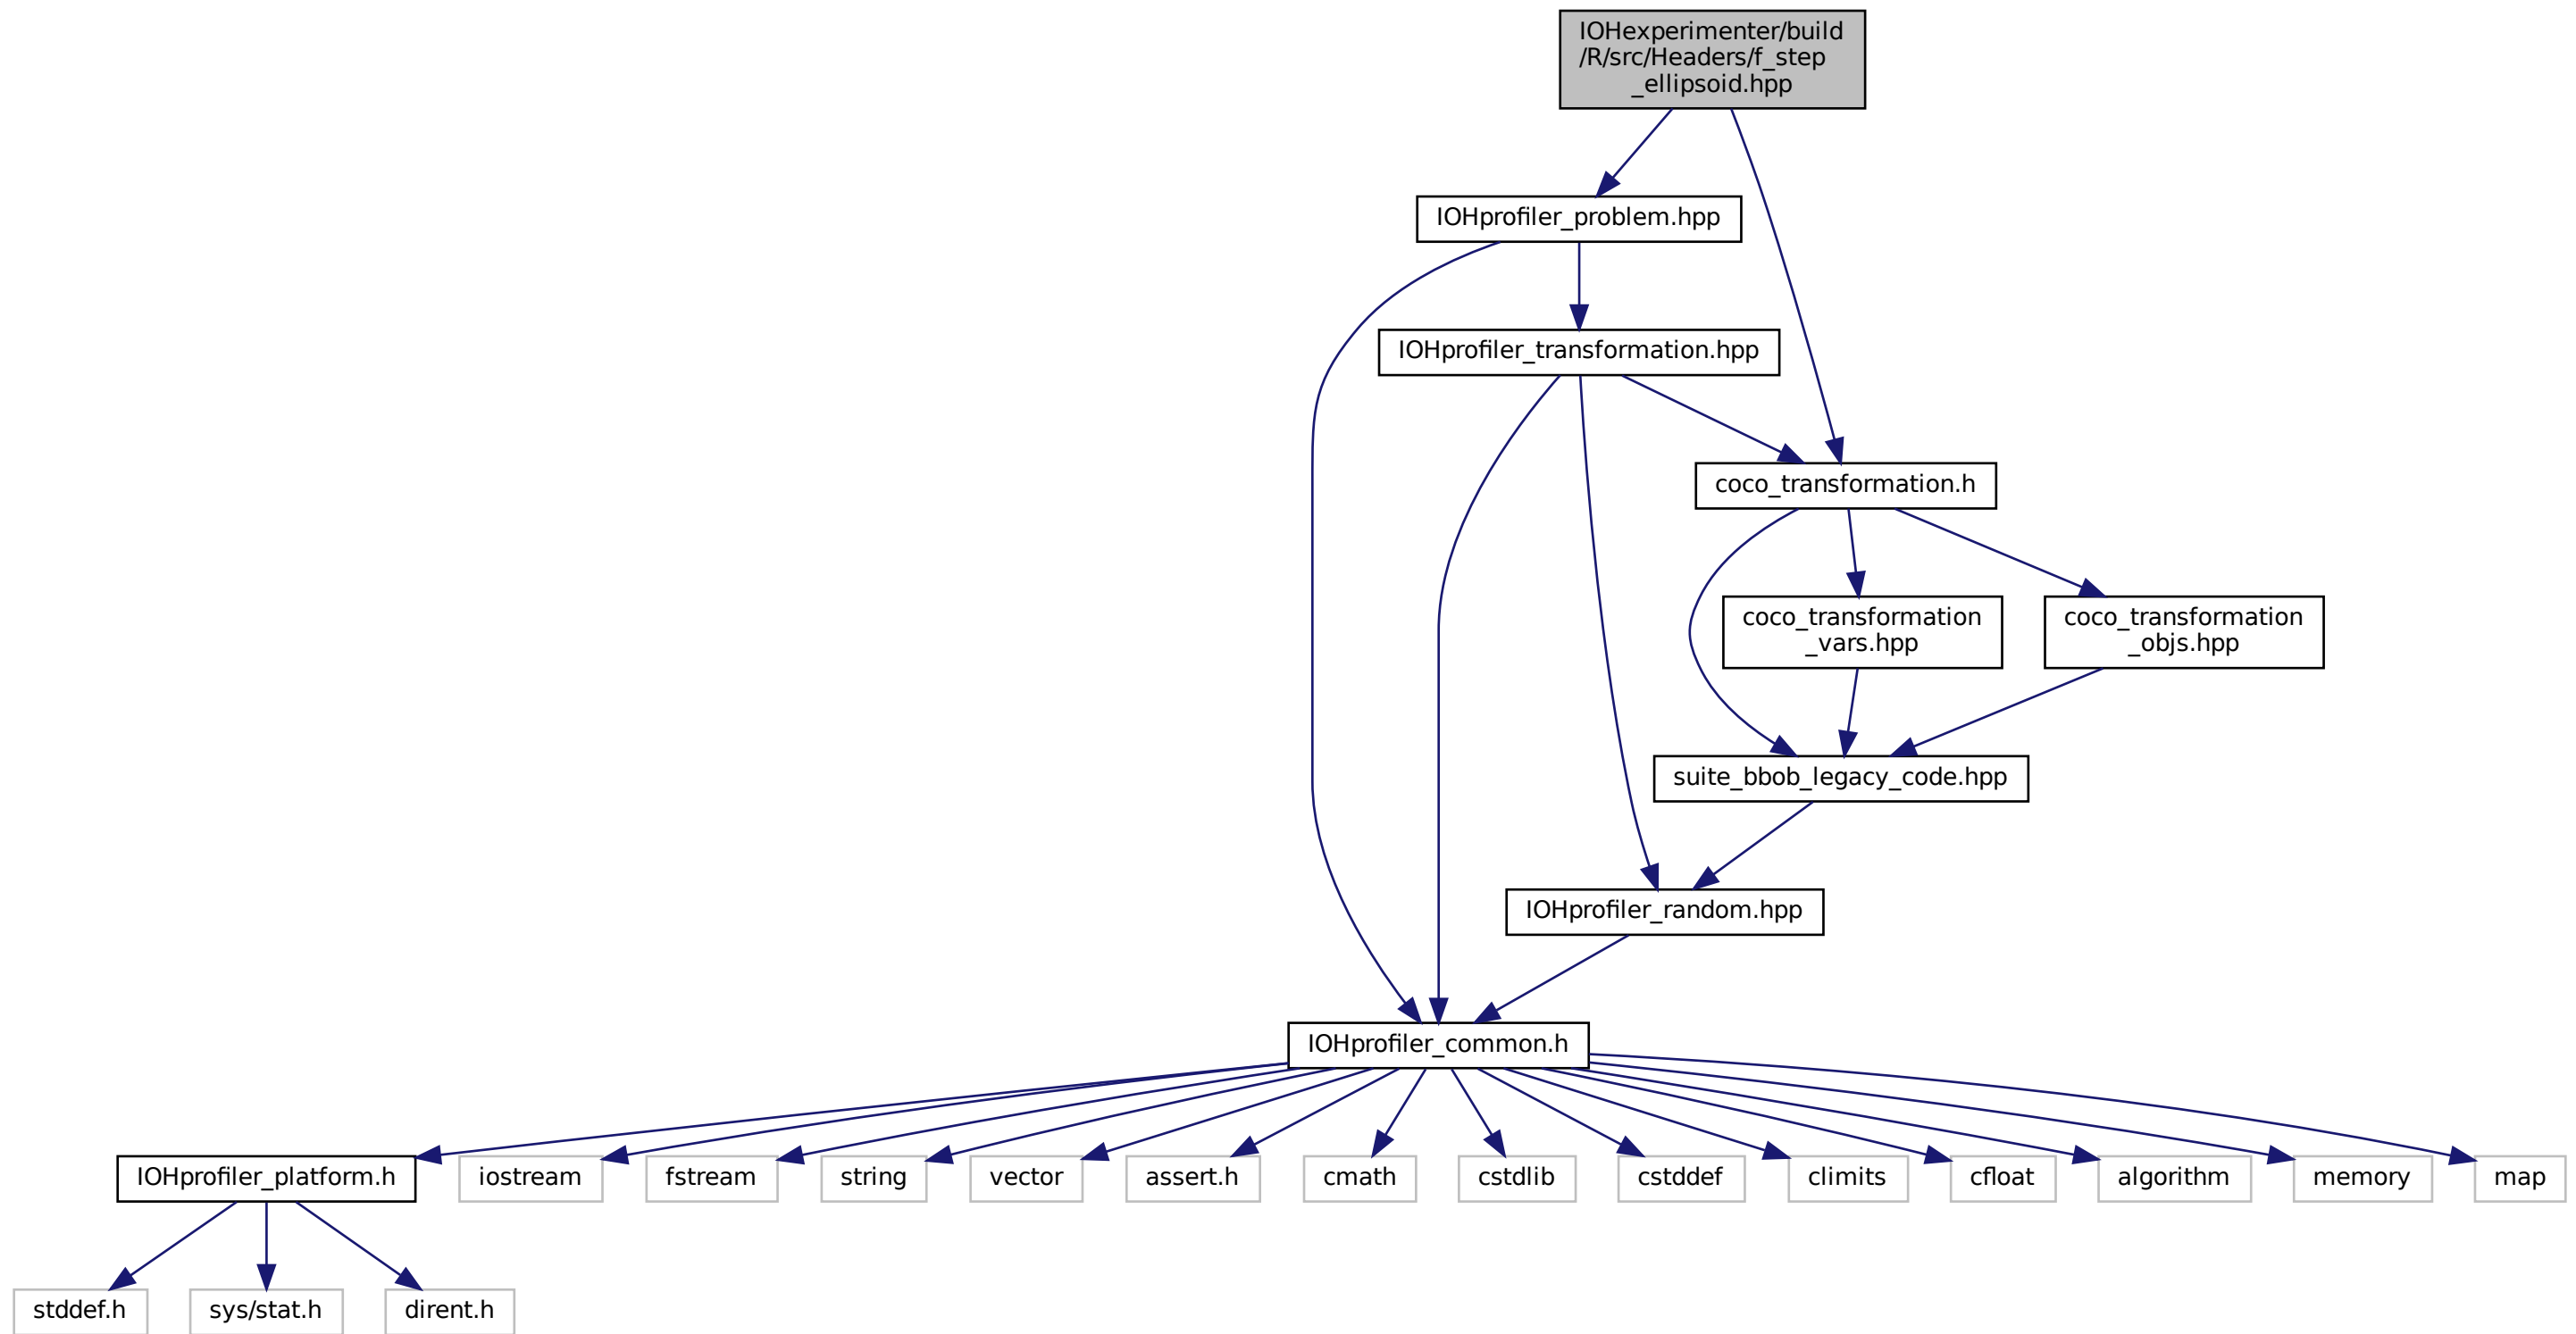 IOHexperimenter/build
/R/src/Headers/f_step
_ellipsoid.hpp
IOHprofiler_problem.hpp
IOHprofiler_transformation.hpp
coco_transformation.h
coco_transformation
_vars.hpp
coco_transformation
_objs.hpp
suite_bbob_legacy_code.hpp
IOHprofiler_random.hpp
IOHprofiler_common.h
IOHprofiler_platform.h
iostream
fstream
string
vector
assert.h
cmath
cstdlib
cstddef
climits
cfloat
algorithm
memory
map
stddef.h
sys/stat.h
dirent.h